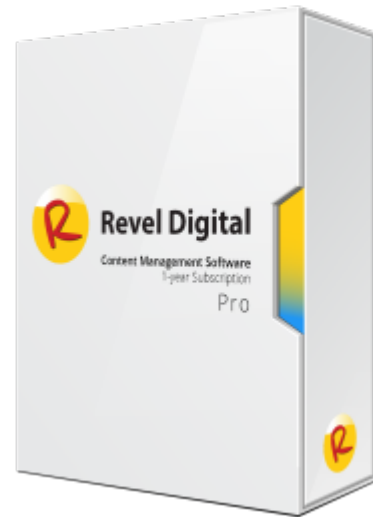 R
Revel Digital
Content Management Software
1-year Subscription
Pro
R